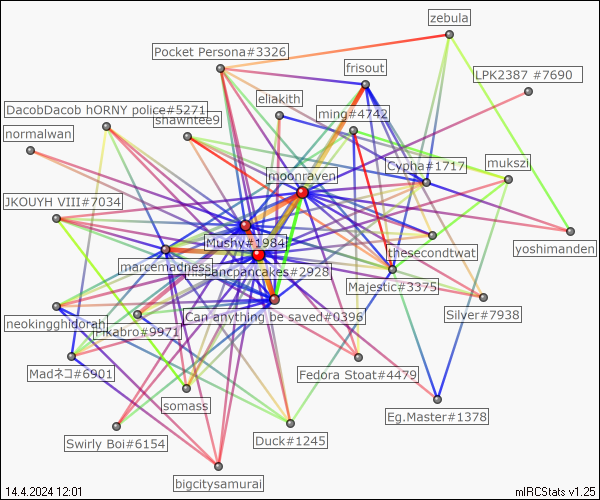 zebula
Pocket Persona#3326
frisout
LPK2387 #7690
eliakith
DacobDacob hORNY police#5271
ming#4742
shawntee9
normalwan
Cypha#1717
mukszi
moonraven
JKOUYH VIII#7034
Mushy#1984
yoshimanden
thesecondtwat
marcemadness
mispancpancakes#2928
Majestic#3375
Silver#7938
Can anything be saved#0396
neokingghidorah
Pikabro#9971
Madネコ#6901
Fedora Stoat#4479
somass
Eg.Master#1378
Swirly Boi#6154
Duck#1245
bigcitysamurai
14.4.2024 12:01
mIRCStats v1.25